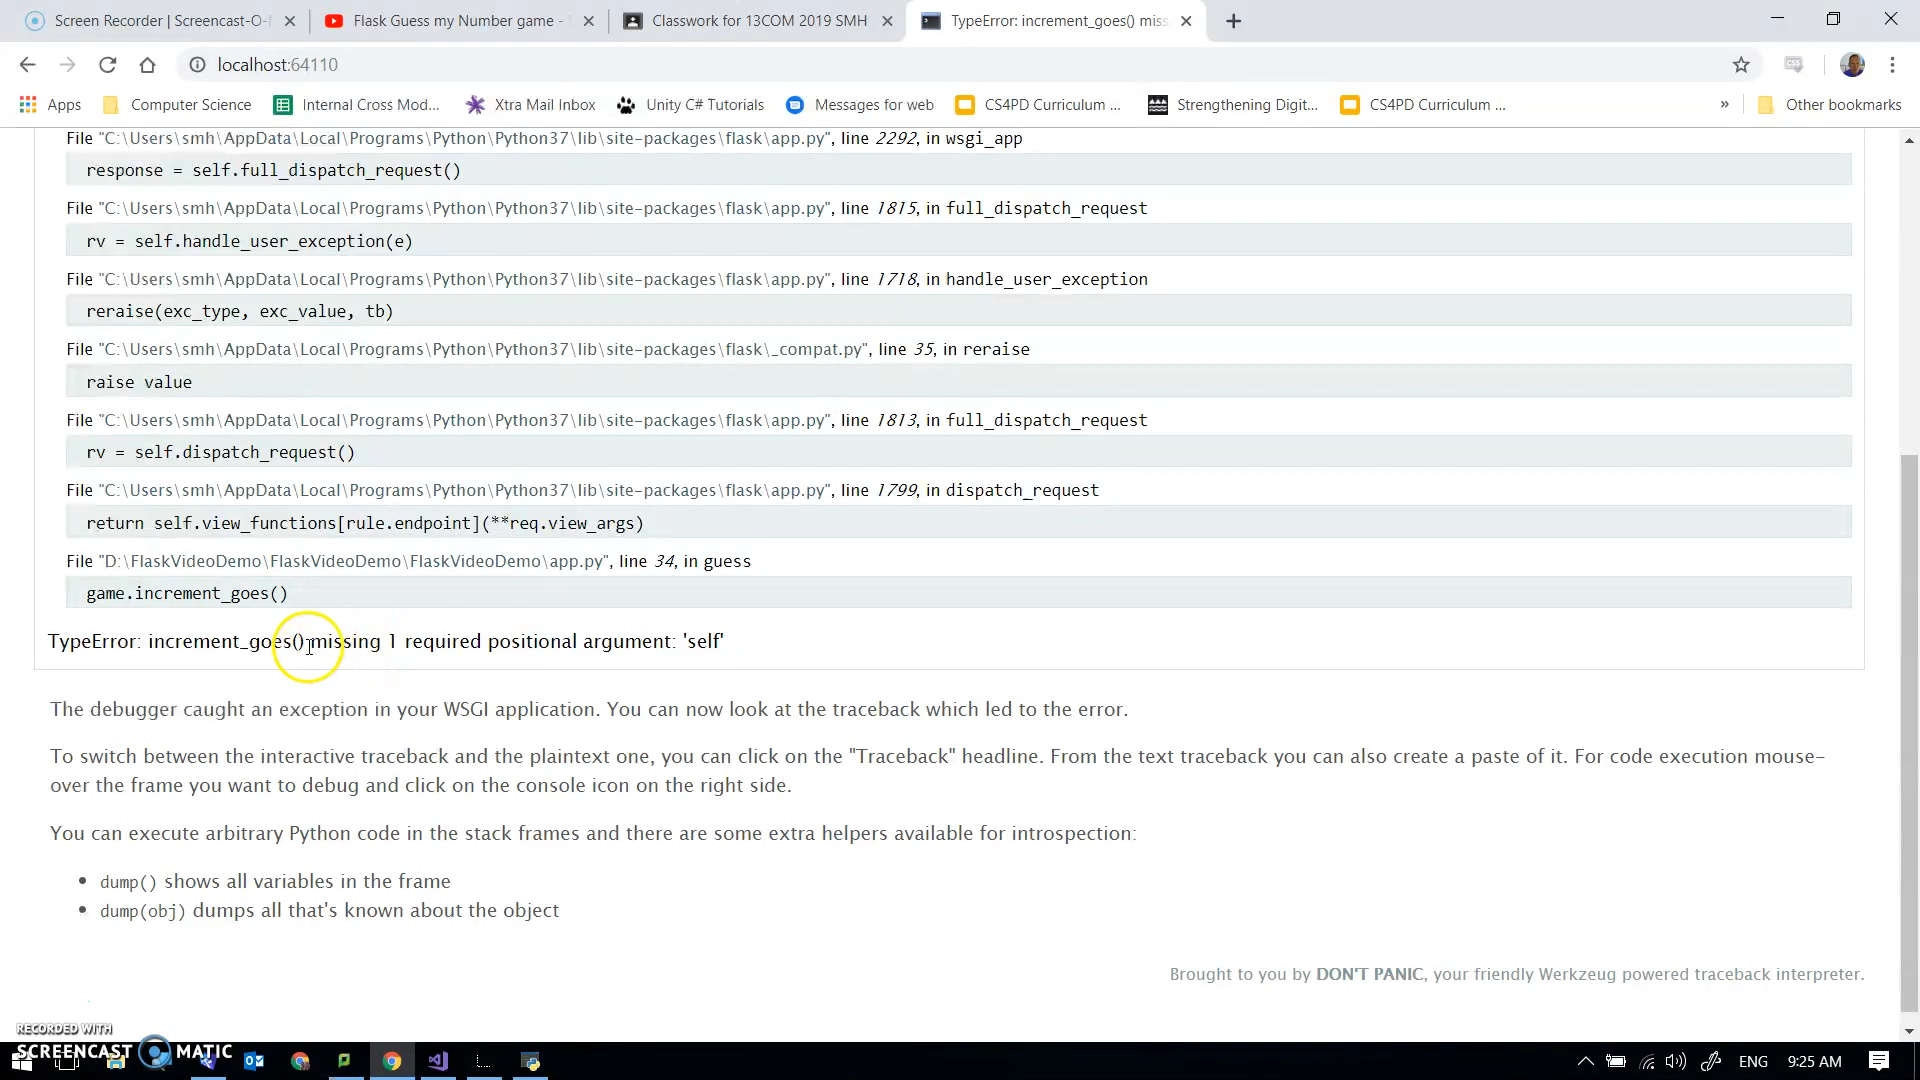 Screen Recorder | Screencast-O-
Flask Guess my Number game -
Classwork for 13COM 2019 SMH
TypeError: increment_goes() miss
localhost:64110
Apps
Computer Science
Internal Cross Mod...
Xtra Mail Inbox
Unity C# Tutorials
Messages for web
CS4PD Curriculum ...
Strengthening Digit...
CS4PD Curriculum ...
»
Other bookmarks
File "C:\Users\smh\AppData\Local\Programs\Python\Python37\lib\site-packages\flask\app.py", line 2292, in wsgi_app
response = self.full_dispatch_request()
File "C:\Users\smh\AppData\Local\Programs\Python\Python37\lib\site-packages\flask\app.py", line 1815, in full_dispatch_request
rv = self.handle_user_exception(e)
File "C:\Users\smh\AppData\Local\Programs\Python\Python37\lib\site-packages\flask\app.py", line 1718, in handle_user_exception
reraise(exc_type, exc_value, tb)
File "C:\Users\smh\AppData\Local\Programs\Python\Python37\lib\site-packages\flask\_compat.py", line 35, in reraise
raise value
File "C:\Users\smh\AppData\Local\Programs\Python\Python37\lib\site-packages\flask\app.py", line 1813, in full_dispatch_request
rv = self.dispatch_request()
File "C:\Users\smh\AppData\Local\Programs\Python\Python37\lib\site-packages\flask\app.py", line 1799, in dispatch_request
return self.view_functions[rule.endpoint](**req.view_args)
File "D:\FlaskVideoDemo\FlaskVideoDemo\FlaskVideoDemo\app.py", line 34, in guess
game.increment_goes()
TypeError: increment_goes() missing 1 required positional argument: 'self'
The debugger caught an exception in your WSGI application. You can now look at the traceback which led to the error.
To switch between the interactive traceback and the plaintext one, you can click on the "Traceback" headline. From the text traceback you can also create a paste of it. For code execution mouse-
over the frame you want to debug and click on the console icon on the right side.
You can execute arbitrary Python code in the stack frames and there are some extra helpers available for introspection:
• dump() shows all variables in the frame
• dump(obj) dumps all that's known about the object
Brought to you by DON'T PANIC, your friendly Werkzeug powered traceback interpreter.
RECORDED WITH
SCREENCAST MATIC
ENG
9:25 AM